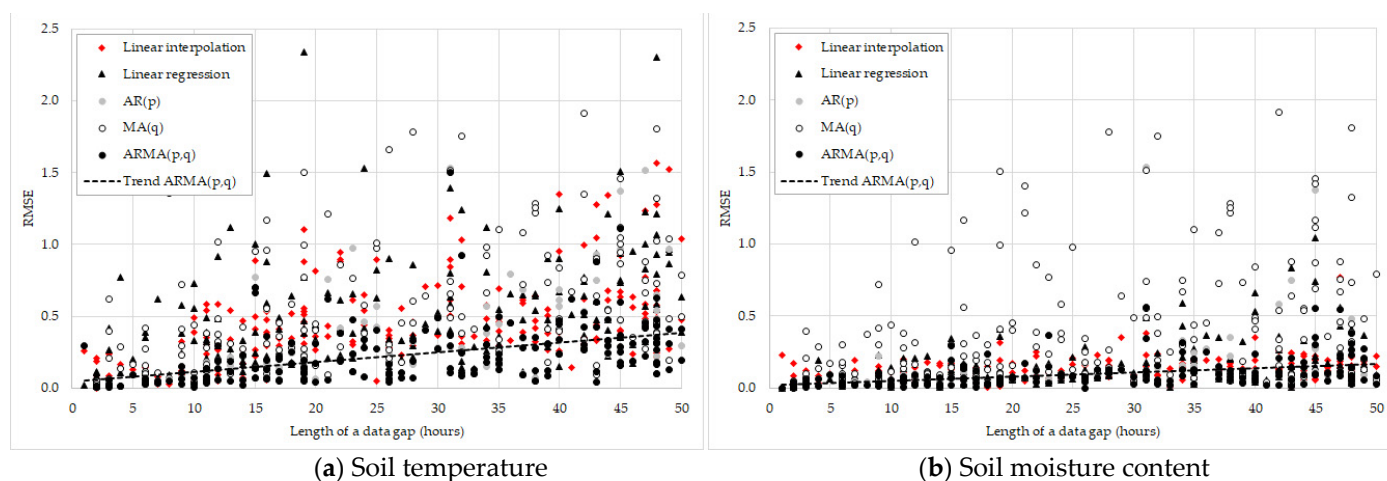 2.5
2.0
1.5
1.0
0.5
0.0
RMSE
Linear interpolation
Linear regression
AR(p)
MA(q)
ARMA(p,q)
Trend ARMA(p,q)
0 5 10 15 20 25 30 35 40 45 50
Length of a data gap (hours)
(a) Soil temperature
2.5
2.0
1.5
1.0
0.5
0.0
RMSE
Linear interpolation
Linear regression
AR(p)
MA(q)
ARMA(p,q)
Trend ARMA(p,q)
0 5 10 15 20 25 30 35 40 45 50
Length of a data gap (hours)
(b) Soil moisture content